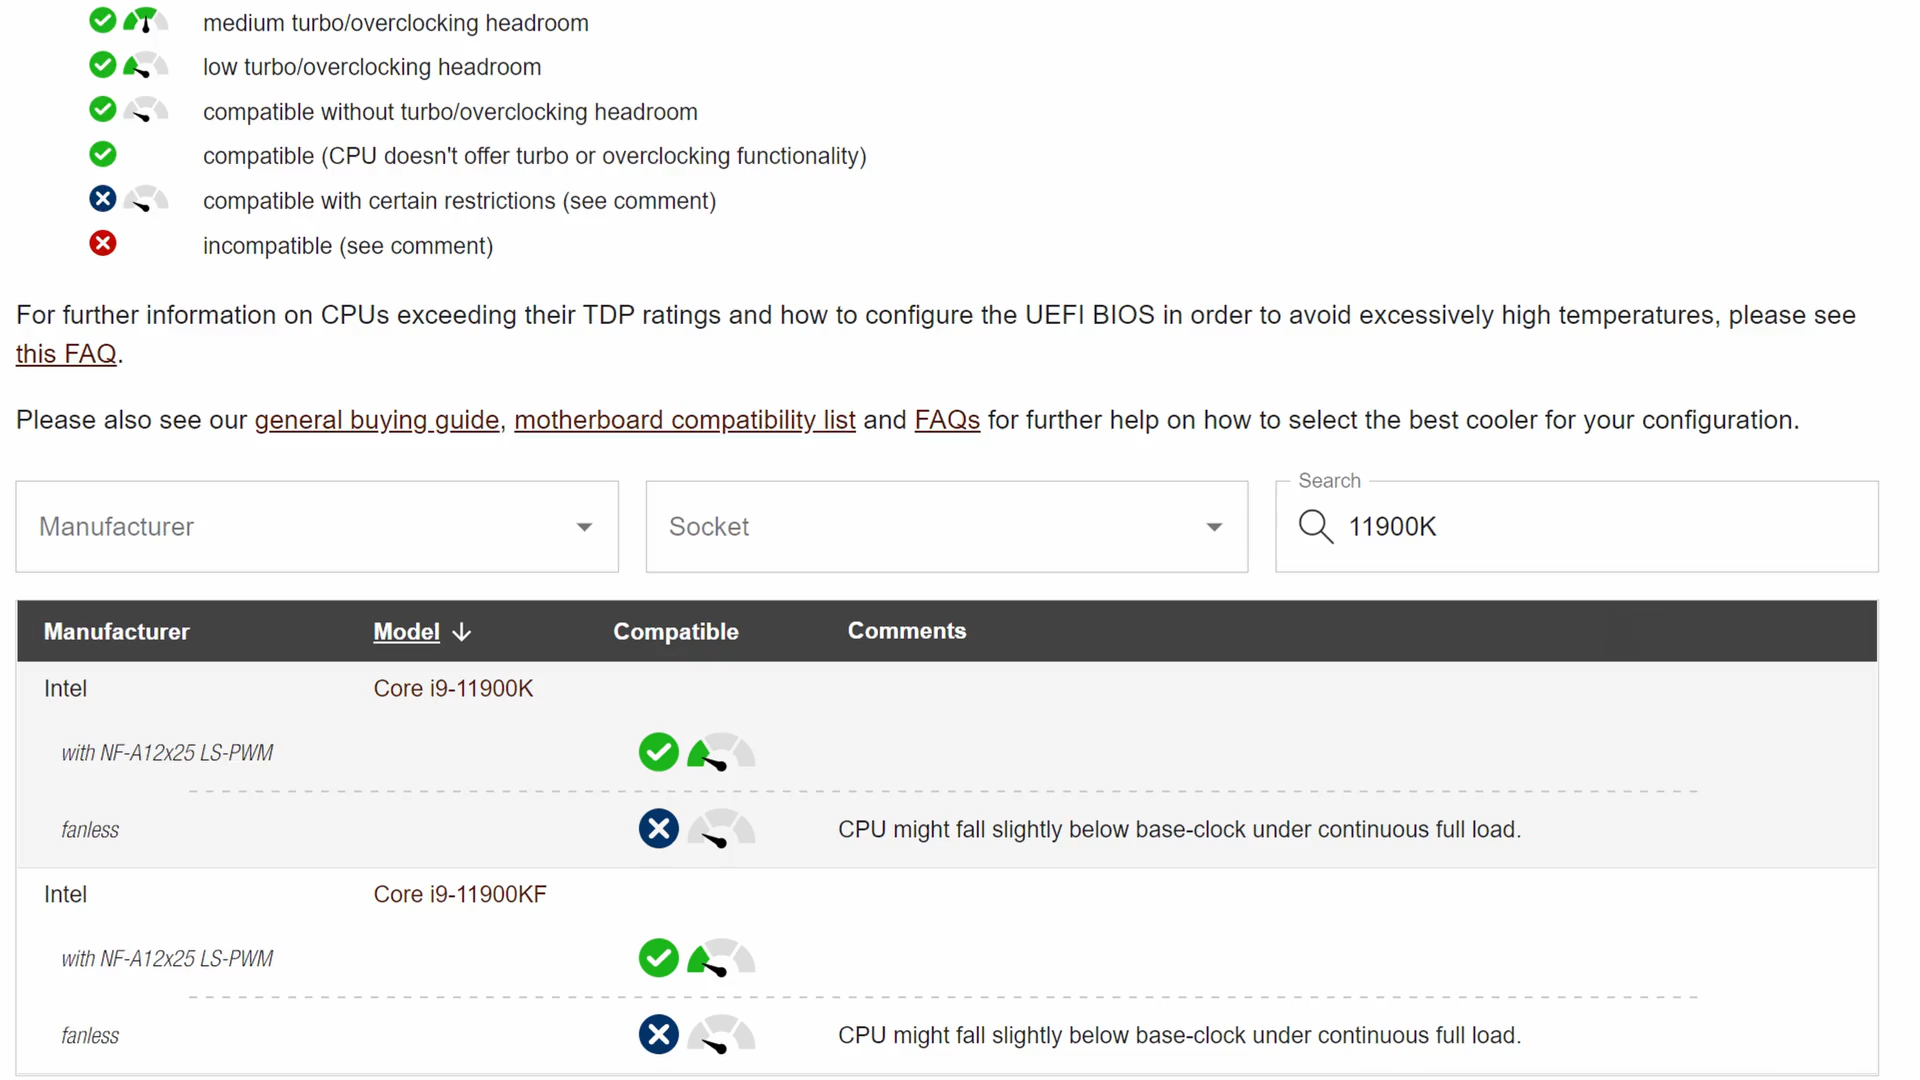 medium turbo/overclocking headroom
low turbo/overclocking headroom
compatible without turbo/overclocking headroom
compatible (CPU doesn't offer turbo or overclocking functionality)
compatible with certain restrictions (see comment)
incompatible (see comment)
For further information on CPUs exceeding their TDP ratings and how to configure the UEFI BIOS in order to avoid excessively high temperatures, please see
this FAQ.
Please also see our general buying guide, motherboard compatibility list and FAQs for further help on how to select the best cooler for your configuration.
Search
Manufacturer Socket 11900K
Manufacturer Model Compatible Comments
Intel Core i9-11900K
with NF-A12x25 LS-PWM
fanless CPU might fall slightly below base-clock under continuous full load.
Intel Core i9-11900KF
with NF-A12x25 LS-PWM
fanless CPU might fall slightly below base-clock under continuous full load.